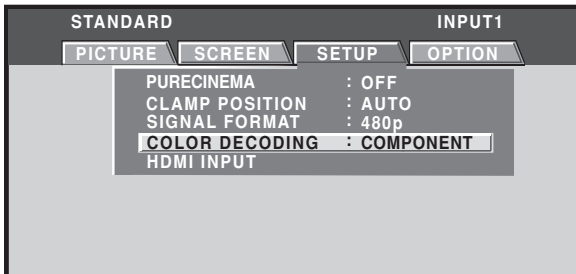 STANDARD INPUT1
PICTURE SCREEN SETUP OPTION
PURECINEMA : OFF
CLAMP POSITION : AUTO
SIGNAL FORMAT : 480p
COLOR DECODING : COMPONENT
HDMI INPUT